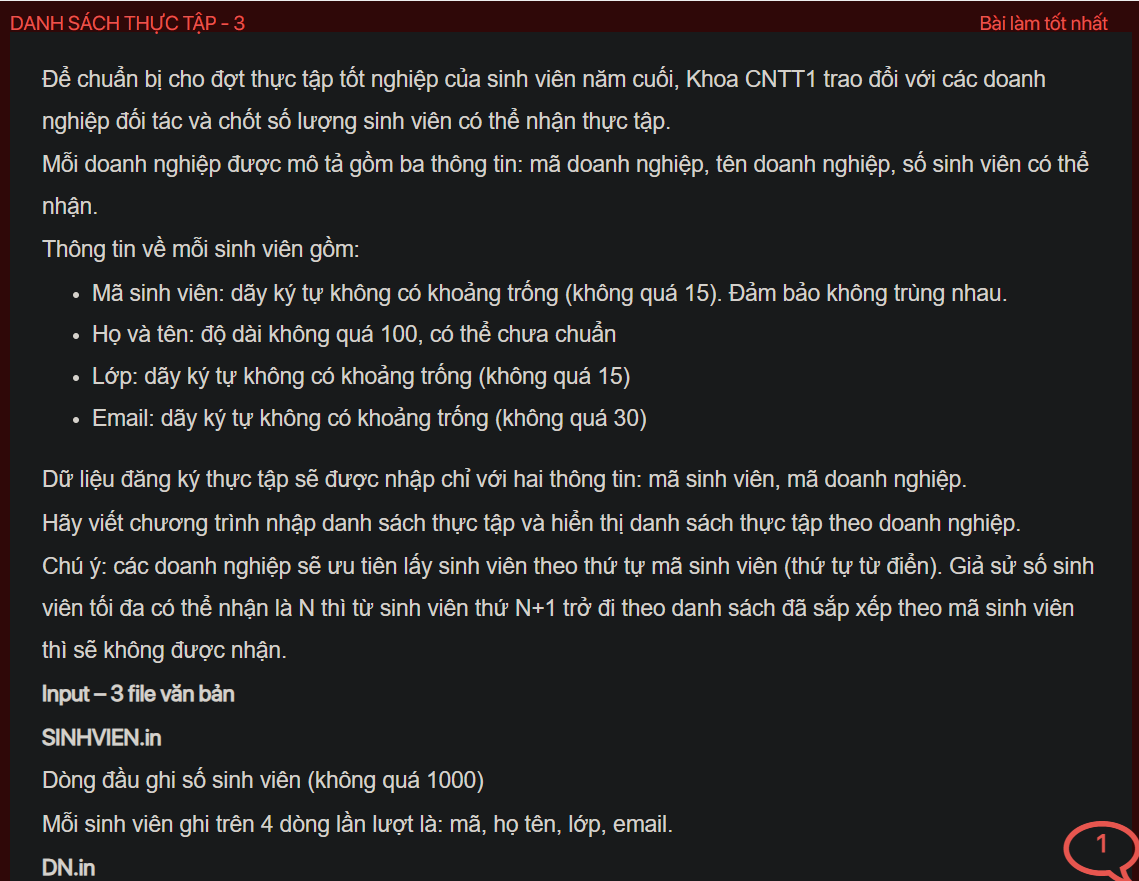 DANH SÁCH THỰC TẬP - 3
Bài làm tốt nhất
Để chuẩn bị cho đợt thực tập tốt nghiệp của sinh viên năm cuối, Khoa CNTT1 trao đổi với các doanh
nghiệp đối tác và chốt số lượng sinh viên có thể nhận thực tập.
Mỗi doanh nghiệp được mô tả gồm ba thông tin: mã doanh nghiệp, tên doanh nghiệp, số sinh viên có thể
nhận.
Thông tin về mỗi sinh viên gồm:
• Mã sinh viên: dãy ký tự không có khoảng trống (không quá 15). Đảm bảo không trùng nhau.
• Họ và tên: độ dài không quá 100, có thể chưa chuẩn
• Lớp: dãy ký tự không có khoảng trống (không quá 15)
• Email: dãy ký tự không có khoảng trống (không quá 30)
Dữ liệu đăng ký thực tập sẽ được nhập chỉ với hai thông tin: mã sinh viên, mã doanh nghiệp.
Hãy viết chương trình nhập danh sách thực tập và hiển thị danh sách thực tập theo doanh nghiệp.
Chú ý: các doanh nghiệp sẽ ưu tiên lấy sinh viên theo thứ tự mã sinh viên (thứ tự từ điển). Giả sử số sinh
viên tối đa có thể nhận là N thì từ sinh viên thứ N+1 trở đi theo danh sách đã sắp xếp theo mã sinh viên
thì sẽ không được nhận.
Input – 3 file văn bản
SINHVIEN.in
Dòng đầu ghi số sinh viên (không quá 1000)
Mỗi sinh viên ghi trên 4 dòng lần lượt là: mã, họ tên, lớp, email.
1
DN.in